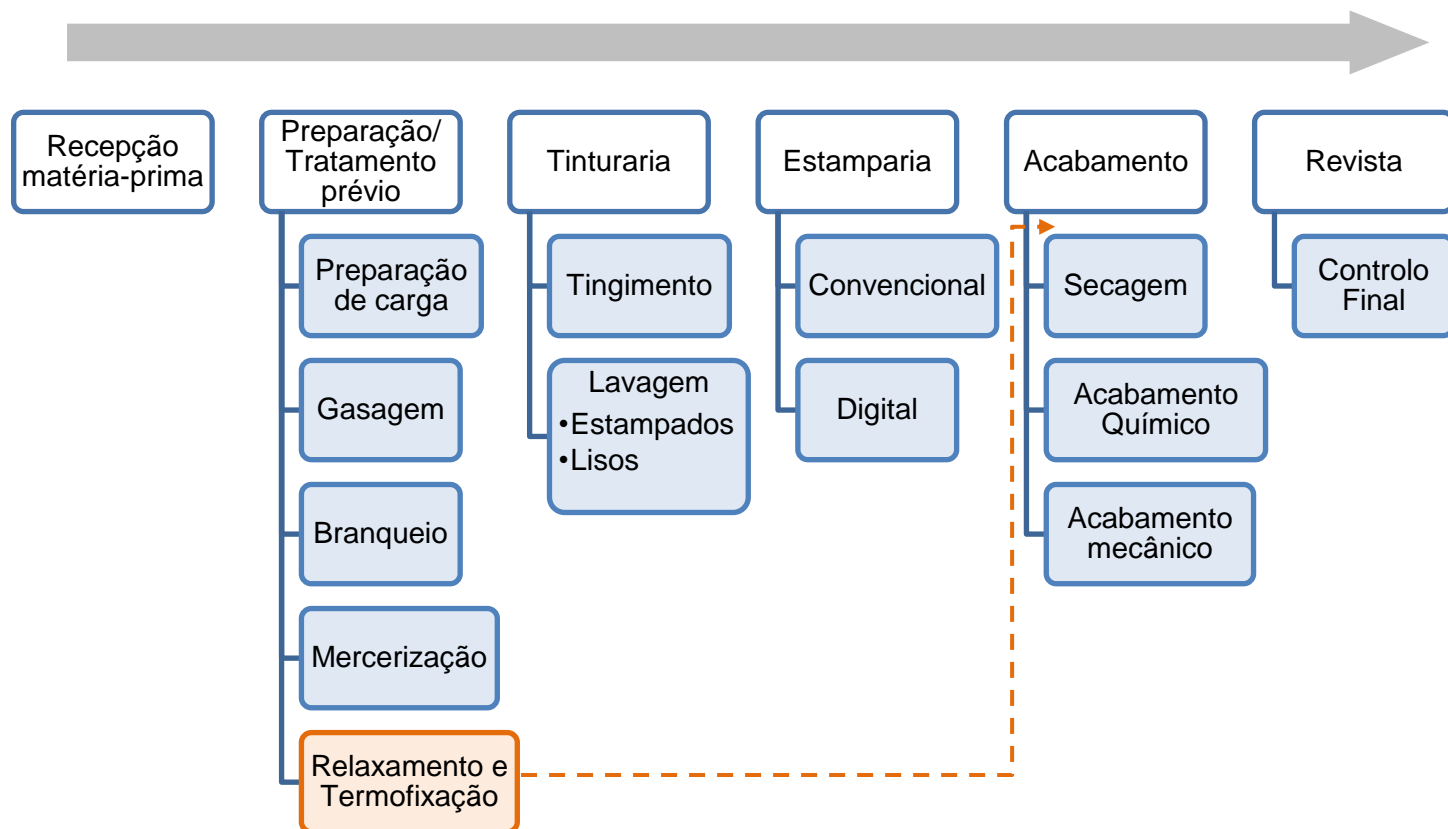 Recepção
matéria-prima
Preparação/
Tratamento
prévio
Preparação
de carga
Gasagem
Branqueio
Mercerização
Relaxamento e
Termofixação
Tinturaria
Tingimento
Lavagem
•Estampados
•Lisos
Estamparia
Convencional
Digital
Acabamento
Secagem
Acabamento
Químico
Acabamento
mecânico
Revista
Controlo
Final